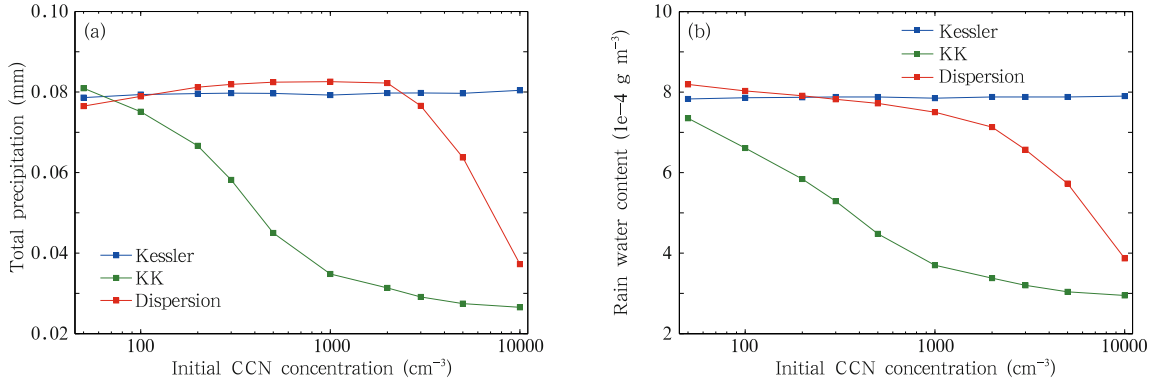 (a)
Total precipitation (mm)
0.10
0.08
0.06
0.04
0.02
Kessler
KK
Dispersion
100
1000
10000
Initial CCN concentration (cm⁻³)
(b)
Rain water content (1e−4 g m⁻³)
10
8
6
4
2
Kessler
KK
Dispersion
100
1000
10000
Initial CCN concentration (cm⁻³)